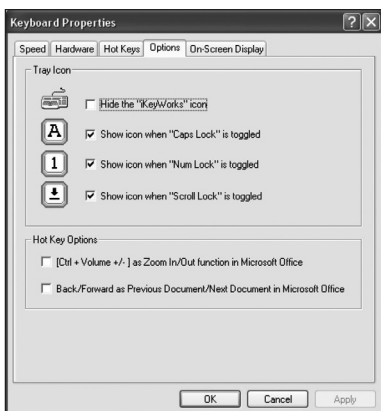 Keyboard Properties
Speed Hardware Hot Keys Options On-Screen Display
Tray Icon
Hide the "iKeyWorks" icon
A Show icon when "Caps Lock" is toggled
1 Show icon when "Num Lock" is toggled
Show icon when "Scroll Lock" is toggled
Hot Key Options
[Ctrl + Volume +/- ] as Zoom In/Out function in Microsoft Office
Back/Forward as Previous Document/Next Document in Microsoft Office
OK Cancel Apply